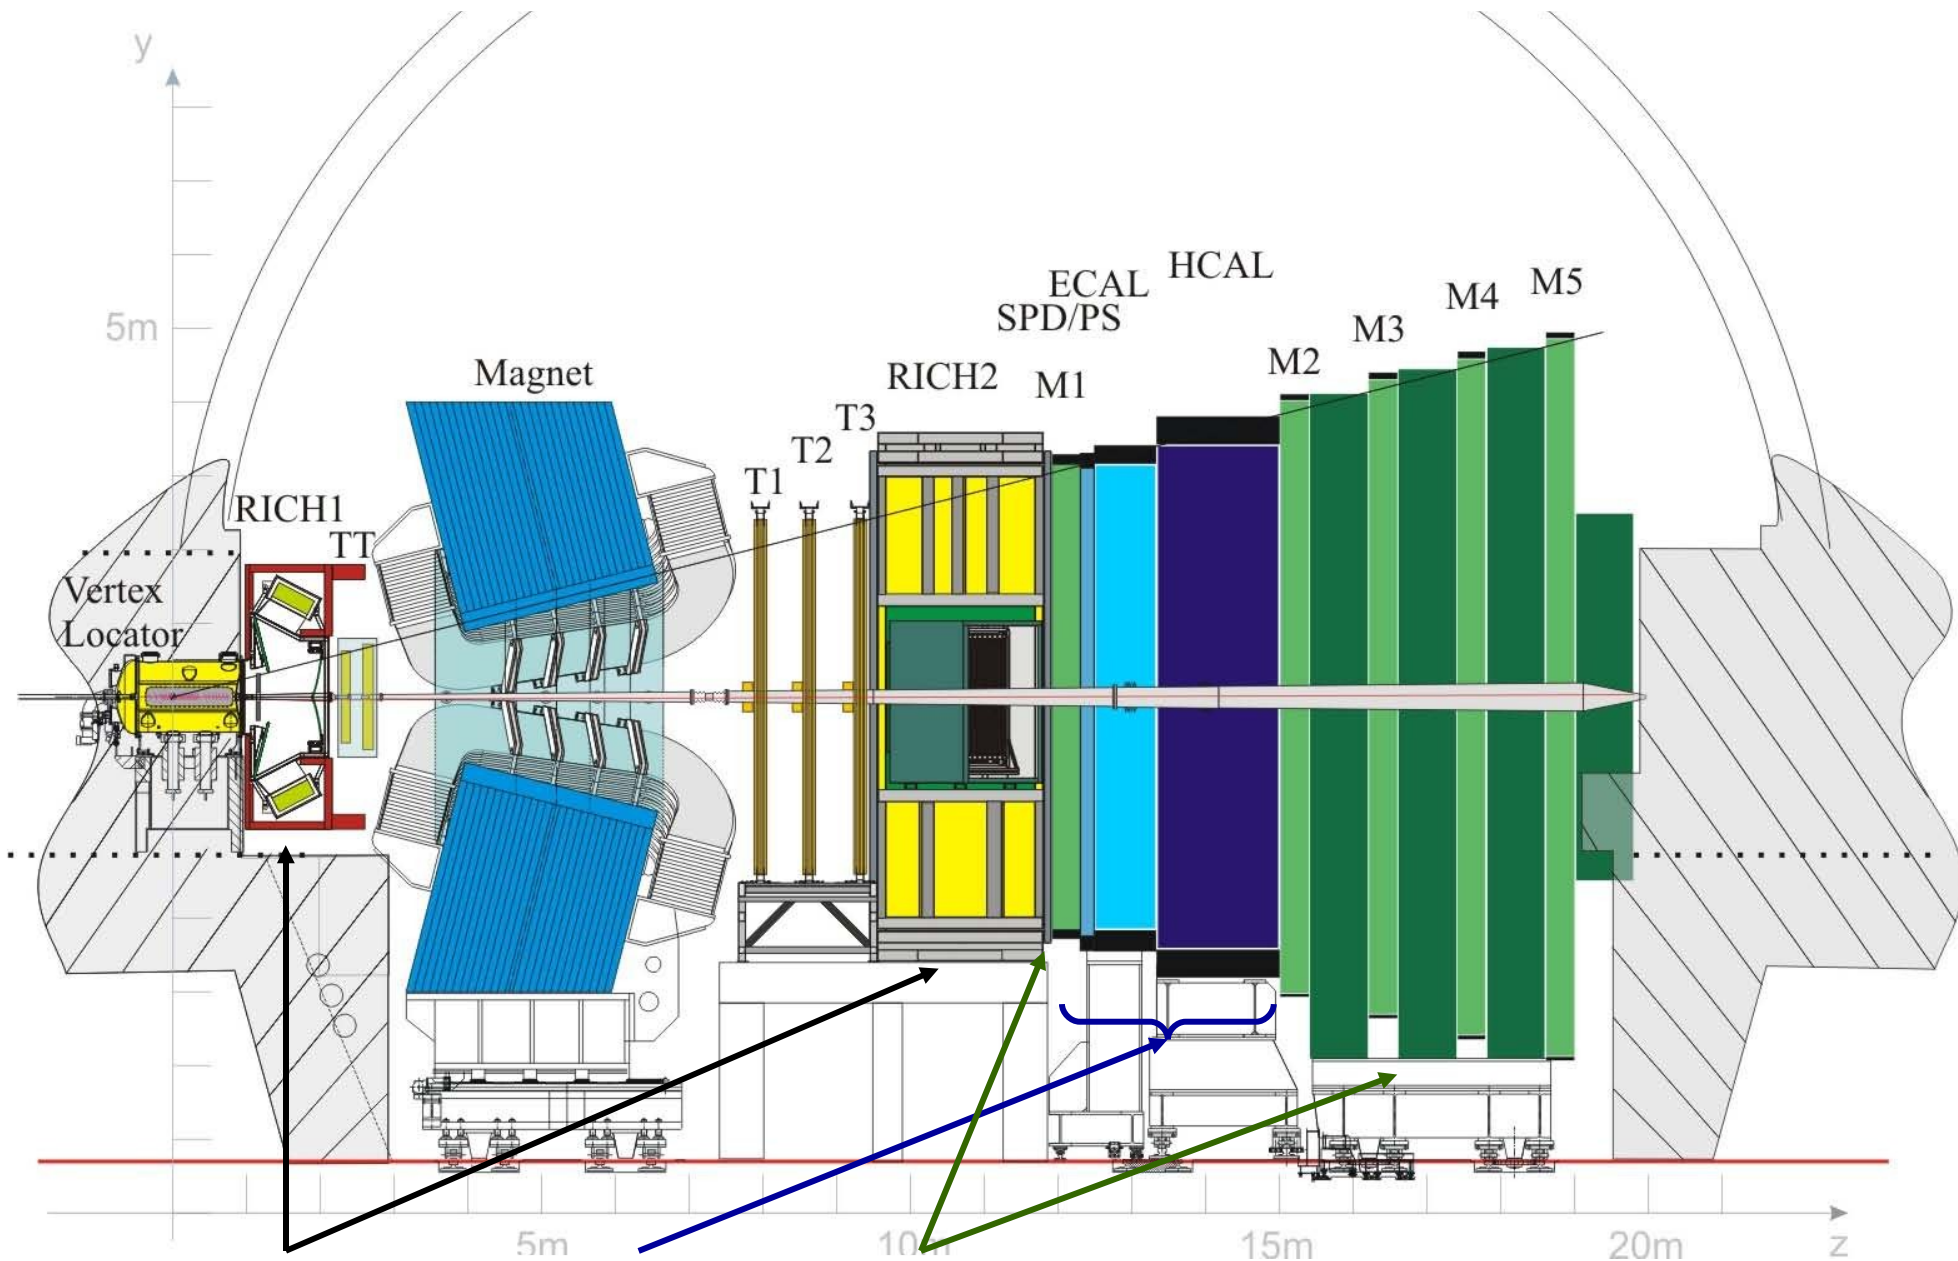 y
5m
Vertex
Locator
RICH1
TT
Magnet
T1
T2
T3
RICH2
M1
SPD/PS
ECAL
HCAL
M2
M3
M4
M5
5m
10m
15m
20m
z